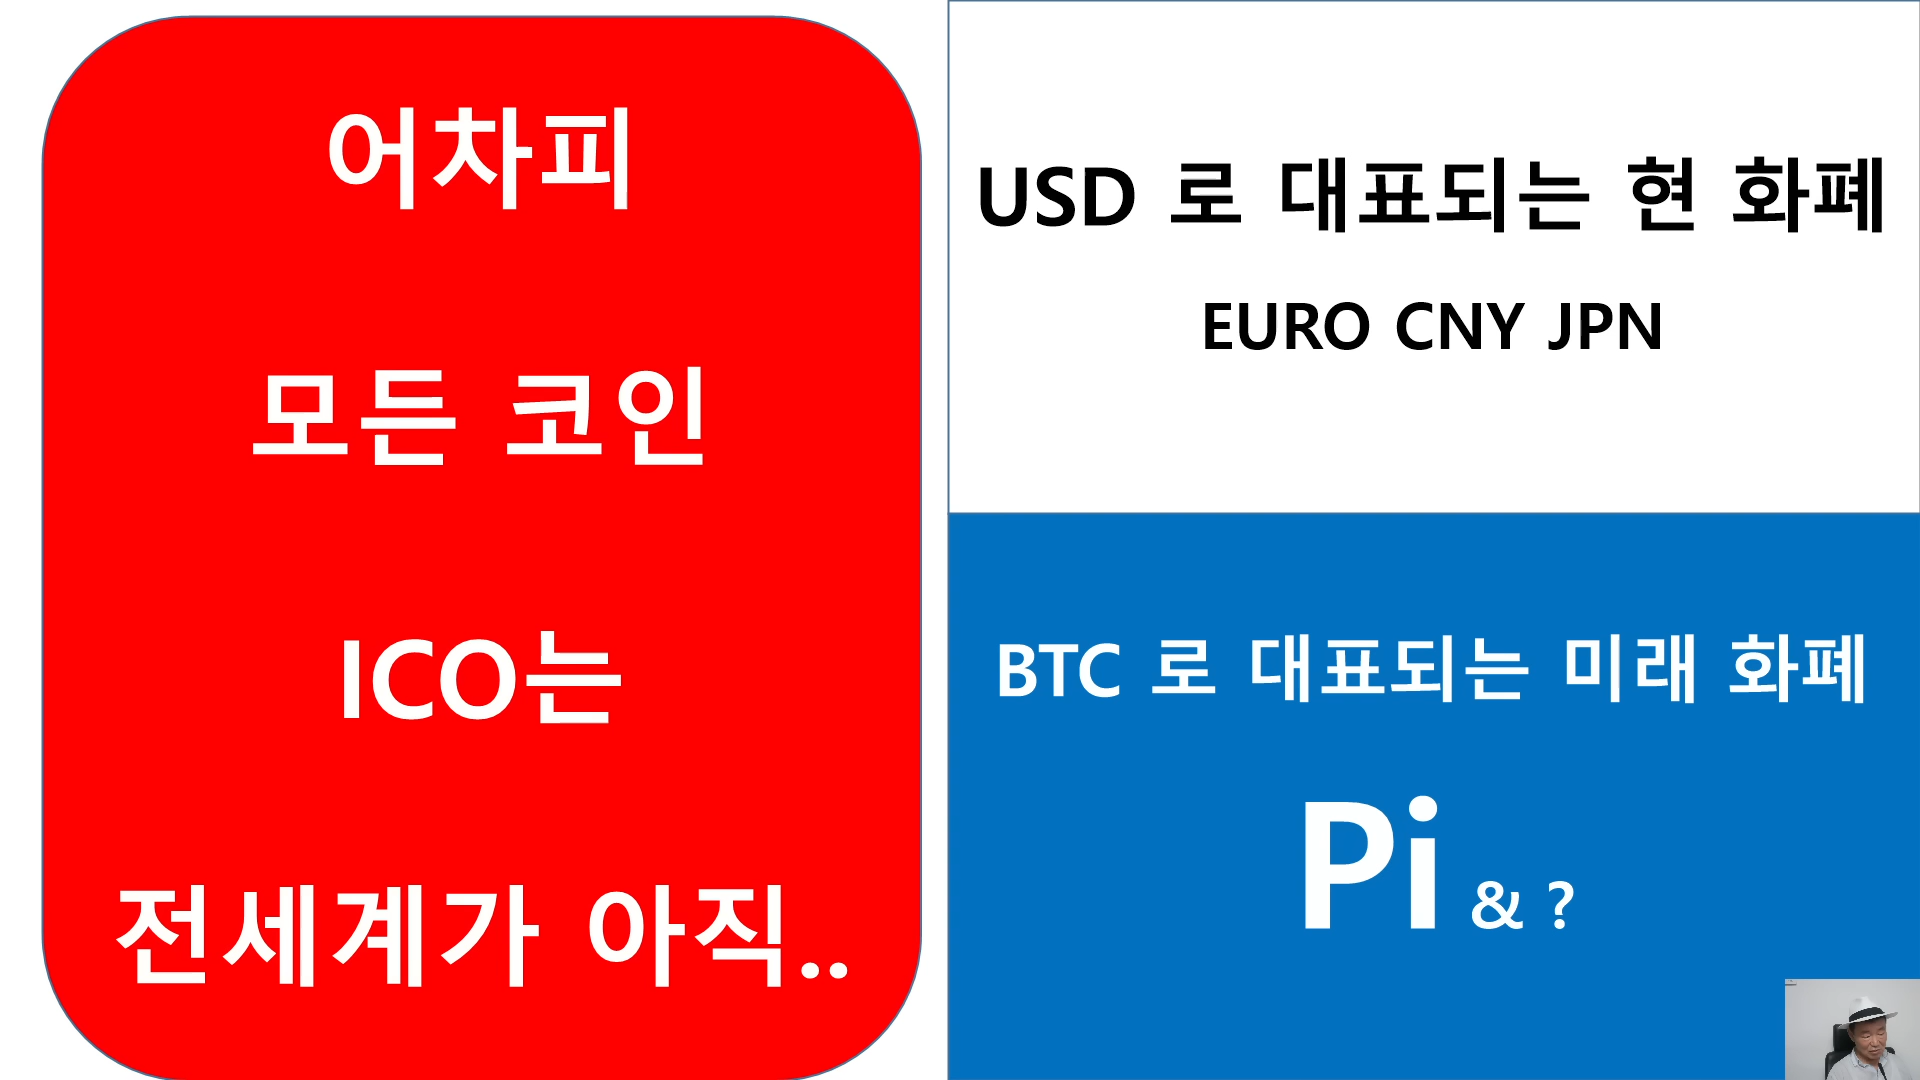 어차피
모든 코인
ICO는
전세계가 아직..
USD 로 대표되는 현 화폐
EURO CNY JPN
BTC 로 대표되는 미래 화폐
Pi & ?